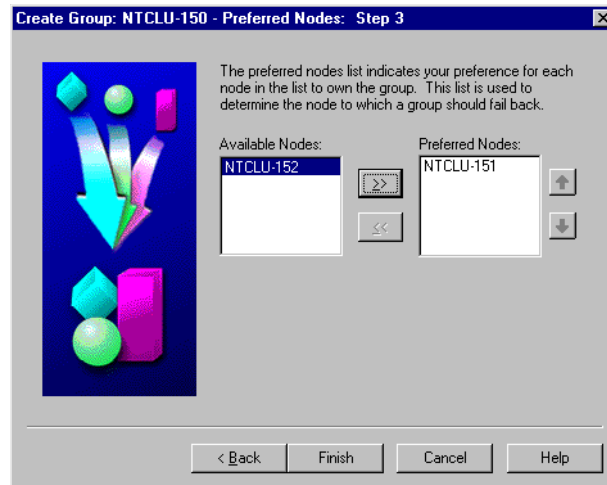 Create Group: NTCLU-150 - Preferred Nodes: Step 3
The preferred nodes list indicates your preference for each
node in the list to own the group. This list is used to
determine the node to which a group should fail back.
Available Nodes:
Preferred Nodes:
NTCLU-152
>>
NTCLU-151
<<
< Back
Finish
Cancel
Help